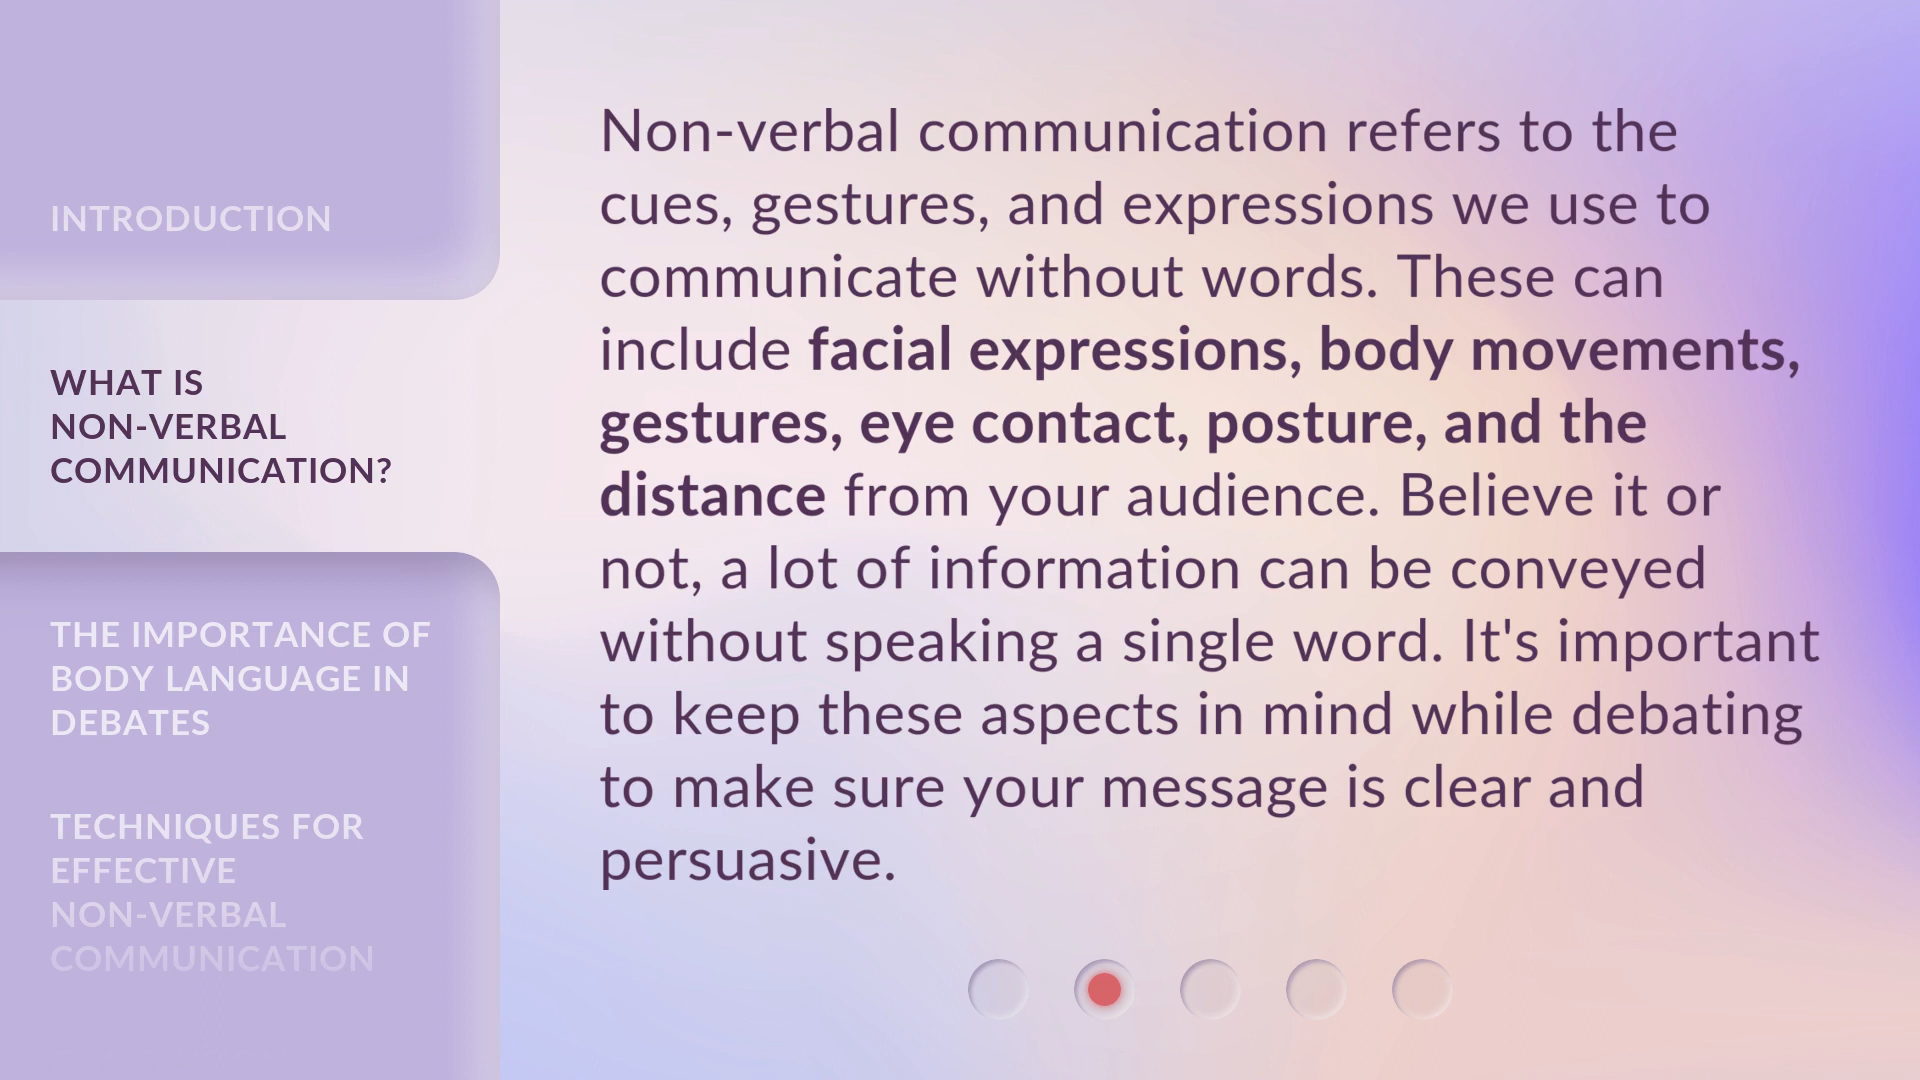 INTRODUCTION
WHAT IS
NON-VERBAL
COMMUNICATION?
THE IMPORTANCE OF
BODY LANGUAGE IN
DEBATES
TECHNIQUES FOR
EFFECTIVE
NON-VERBAL
COMMUNICATION
Non-verbal communication refers to the
cues, gestures, and expressions we use to
communicate without words. These can
include facial expressions, body movements,
gestures, eye contact, posture, and the
distance from your audience. Believe it or
not, a lot of information can be conveyed
without speaking a single word. It's important
to keep these aspects in mind while debating
to make sure your message is clear and
persuasive.